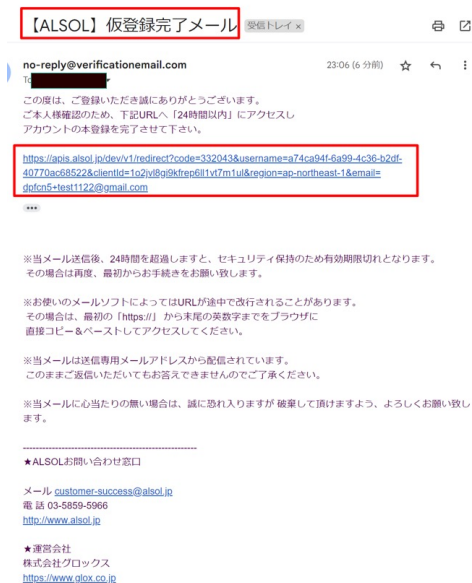 【ALSOL】仮登録完了メール 受信トレイ ×
no-reply@verificationemail.com 23:06 (6 分前)
To
この度は、ご登録いただき誠にありがとうございます。
ご本人様確認のため、下記URLへ「24時間以内」にアクセスし
アカウントの本登録を完了させて下さい。
https://apis.alsol.jp/dev/v1/redirect?code=332043&username=a74ca94f-6a99-4c36-b2df-
40770ac68522&clientId=1o2jvl8gi9kfrep6ll1vt7m1ul&region=ap-northeast-1&email=
dpfcn5+test1122@gmail.com
※当メール送信後、24時間を超過しますと、セキュリティ保持のため有効期限切れとなります。
その場合は再度、最初からお手続きをお願い致します。
※お使いのメールソフトによってはURLが途中で改行されることがあります。
その場合は、最初の「https://」 から末尾の英数字までをブラウザに
直接コピー＆ペーストしてアクセスしてください。
※当メールは送信専用メールアドレスから配信されています。
このままご返信いただいてもお答えできませんのでご了承ください。
※当メールに心当たりの無い場合は、誠に恐れ入りますが 破棄して頂けますよう、よろしくお願い致し
ます。
--------------------------------------------------
★ALSOLお問い合わせ窓口
メール customer-success@alsol.jp
電 話 03-5859-5966
http://www.alsol.jp
★運営会社
株式会社グロックス
https://www.glox.co.jp